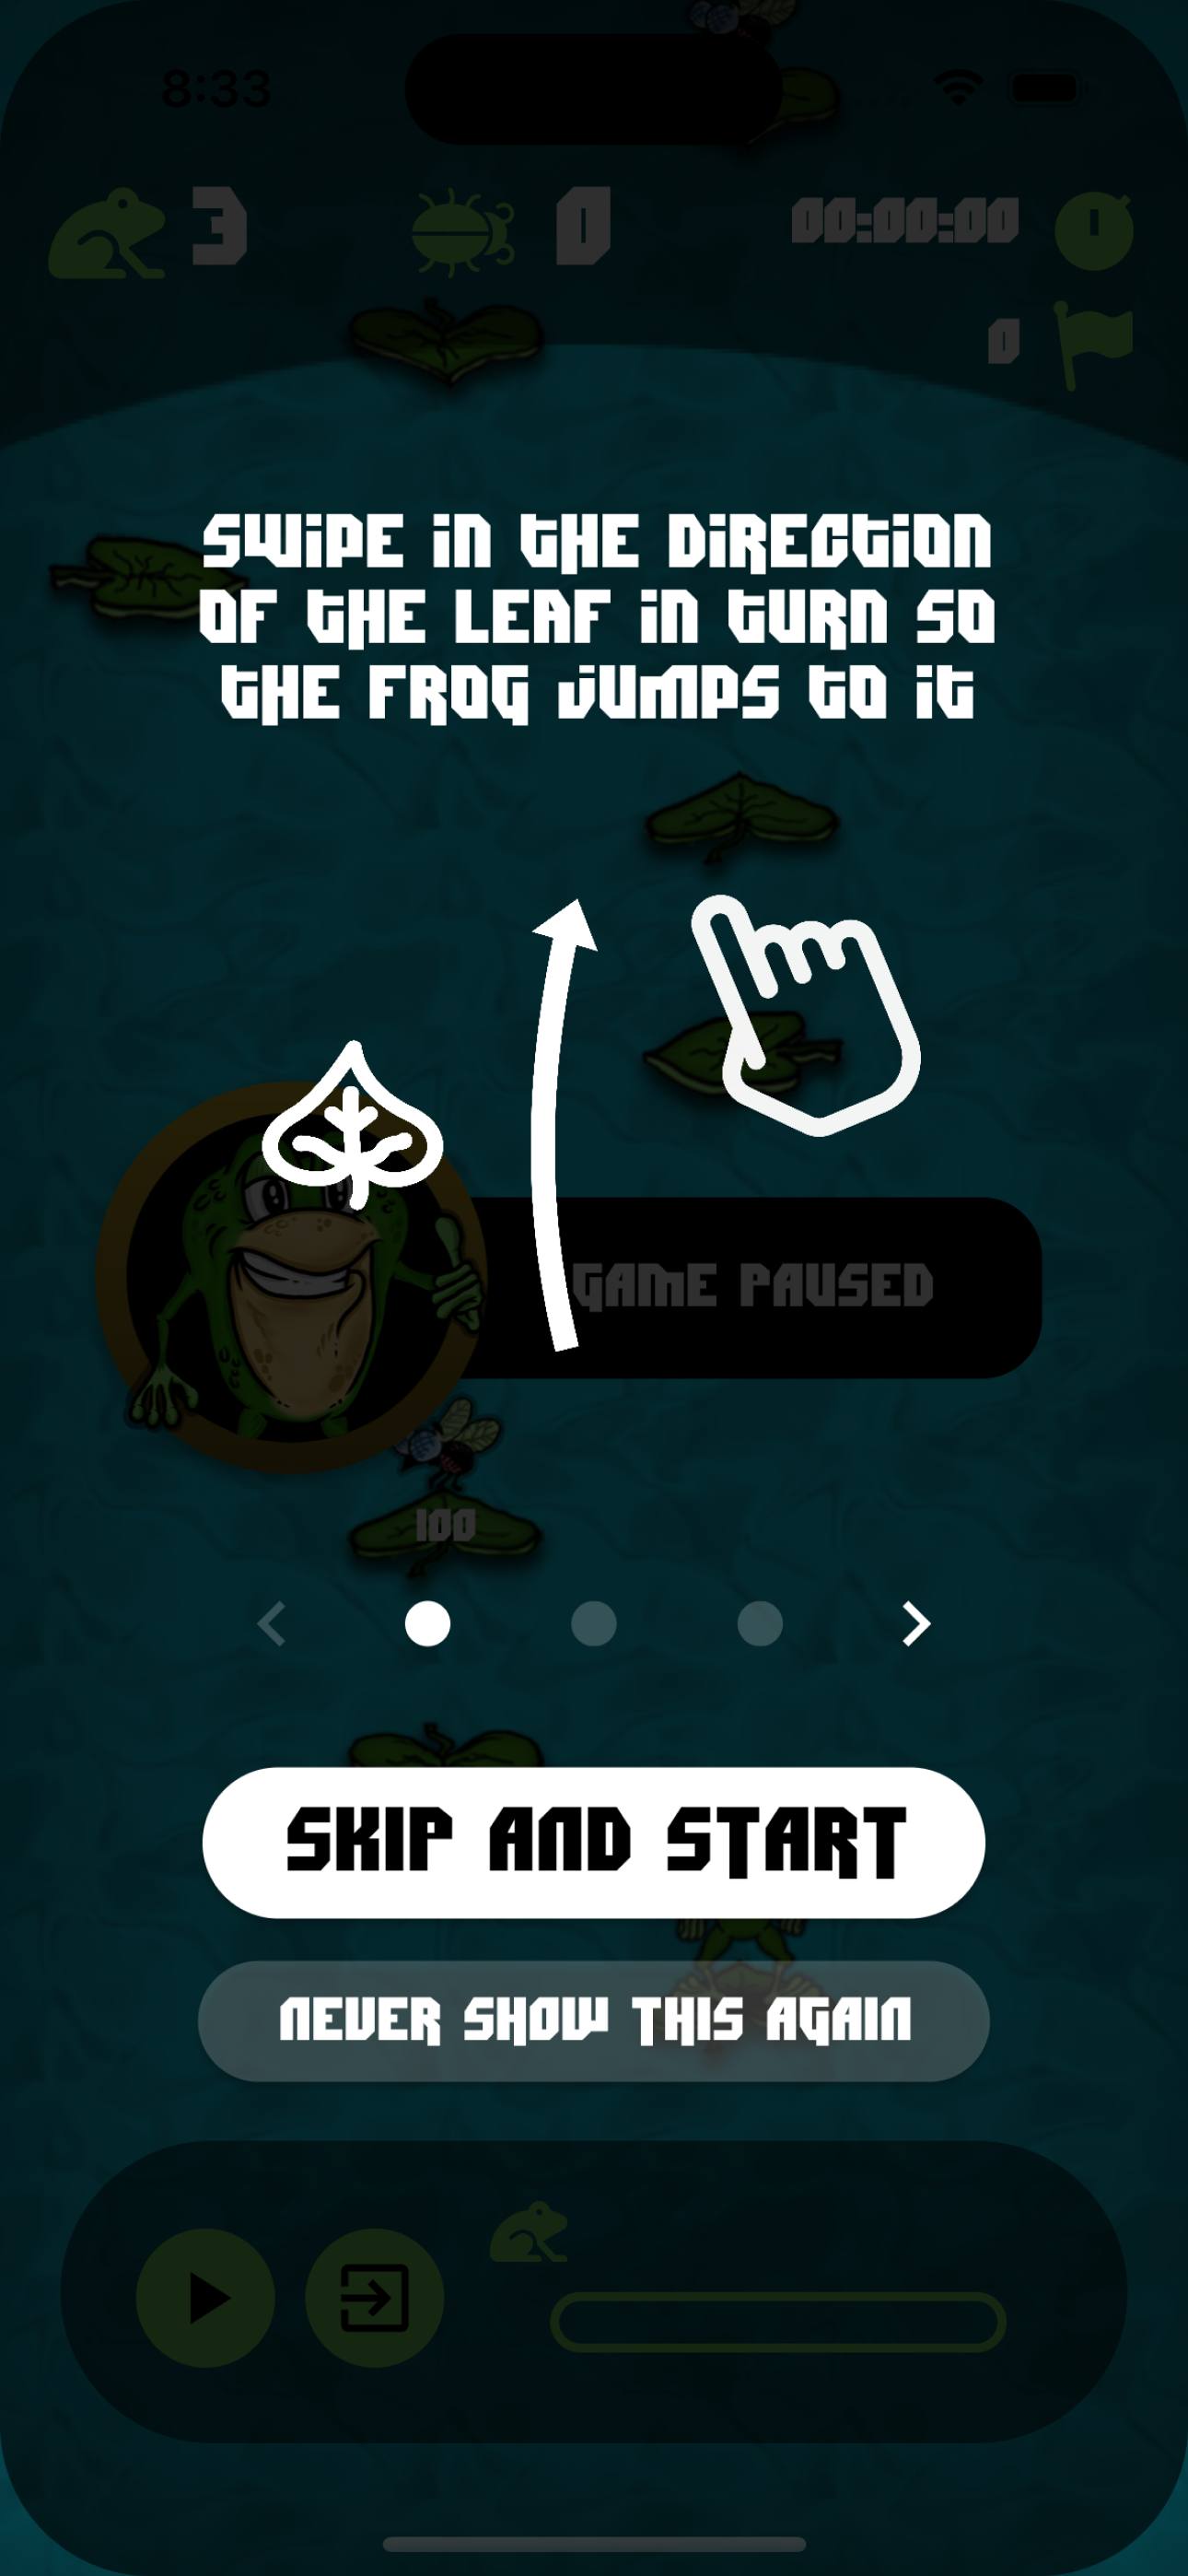 8:33
3
0
00:00:00
0
SWIPE IN THE DIRECTION
OF THE LEAF IN TURN SO
THE FROG JUMPS TO IT
GAME PAUSED
100
SKIP AND START
NEVER SHOW THIS AGAIN